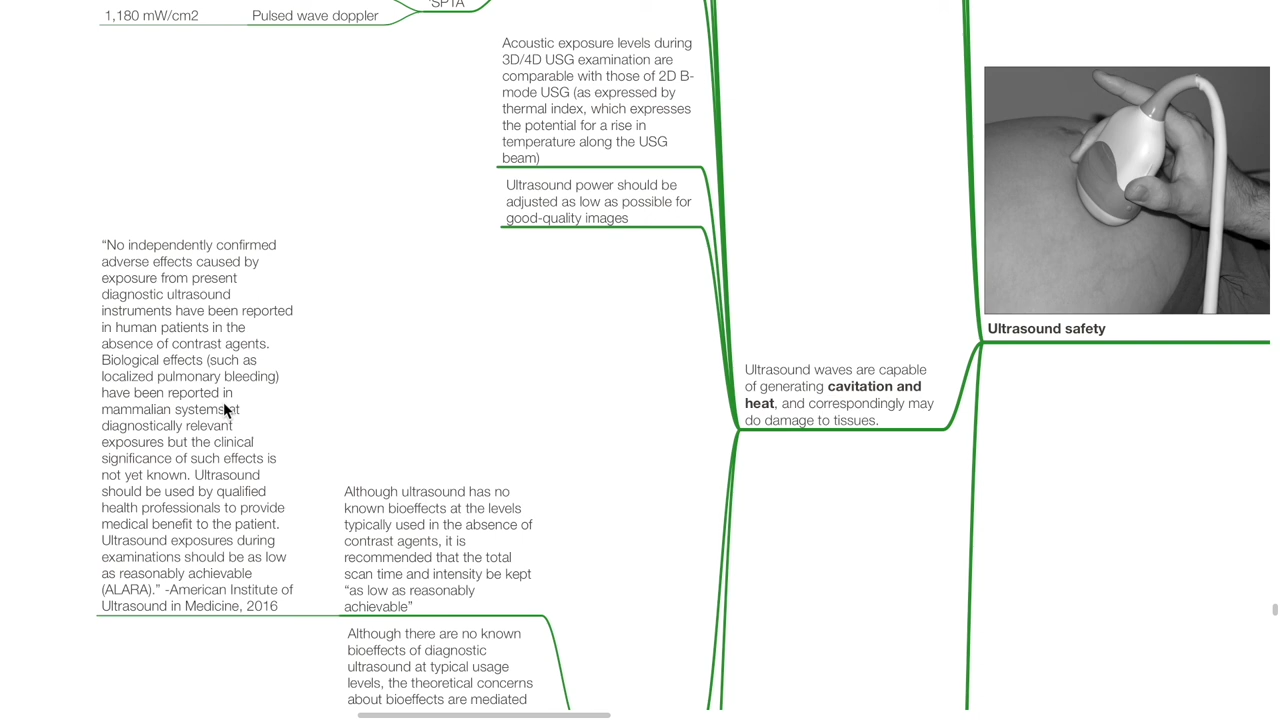 1,180 mW/cm2
Pulsed wave doppler
SPTA
Acoustic exposure levels during
3D/4D USG examination are
comparable with those of 2D B-
mode USG (as expressed by
thermal index, which expresses
the potential for a rise in
temperature along the USG
beam)
Ultrasound power should be
adjusted as low as possible for
good-quality images
“No independently confirmed
adverse effects caused by
exposure from present
diagnostic ultrasound
instruments have been reported
in human patients in the
absence of contrast agents.
Biological effects (such as
localized pulmonary bleeding)
have been reported in
mammalian systems at
diagnostically relevant
exposures but the clinical
significance of such effects is
not yet known. Ultrasound
should be used by qualified
health professionals to provide
medical benefit to the patient.
Ultrasound exposures during
examinations should be as low
as reasonably achievable
(ALARA).” -American Institute of
Ultrasound in Medicine, 2016
Although ultrasound has no
known bioeffects at the levels
typically used in the absence of
contrast agents, it is
recommended that the total
scan time and intensity be kept
“as low as reasonably
achievable”
Although there are no known
bioeffects of diagnostic
ultrasound at typical usage
levels, the theoretical concerns
about bioeffects are mediated
Ultrasound waves are capable
of generating cavitation and
heat, and correspondingly may
do damage to tissues.
Ultrasound safety